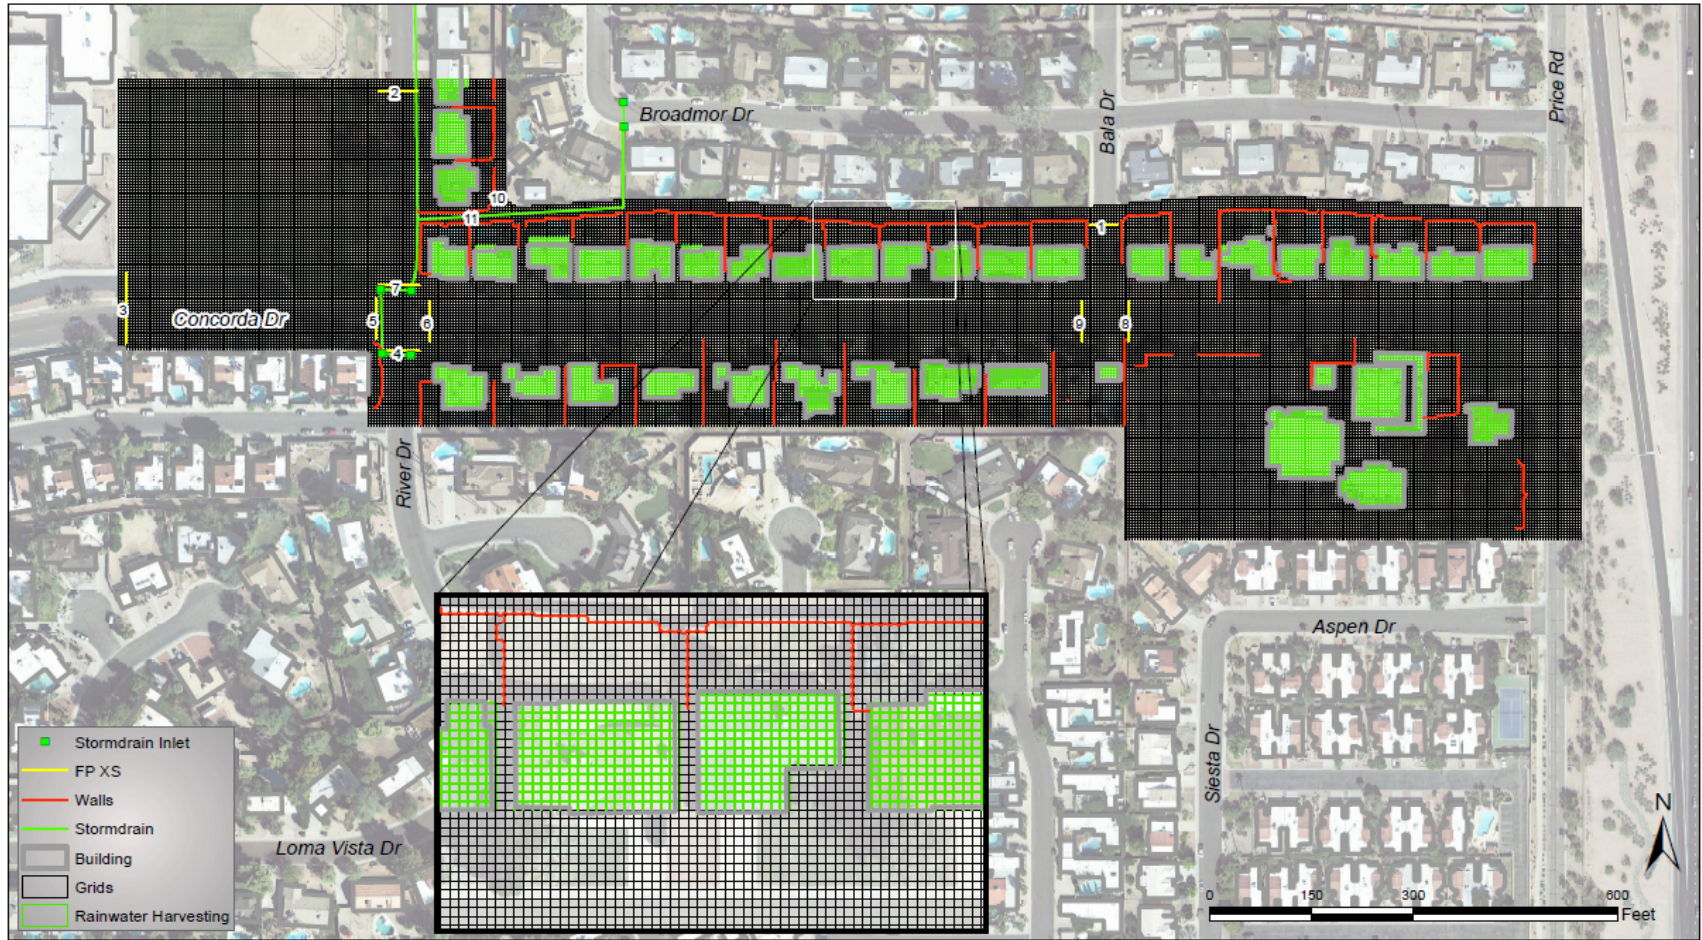 2
Broadmor Dr
Bala Dr
Price Rd
10
11
1
7
3
Concorda Dr
5
6
9
8
4
River Dr
Aspen Dr
Siesta Dr
Loma Vista Dr
Stormdrain Inlet
FP XS
Walls
Stormdrain
Building
Grids
Rainwater Harvesting
N
0 150 300 600
Feet